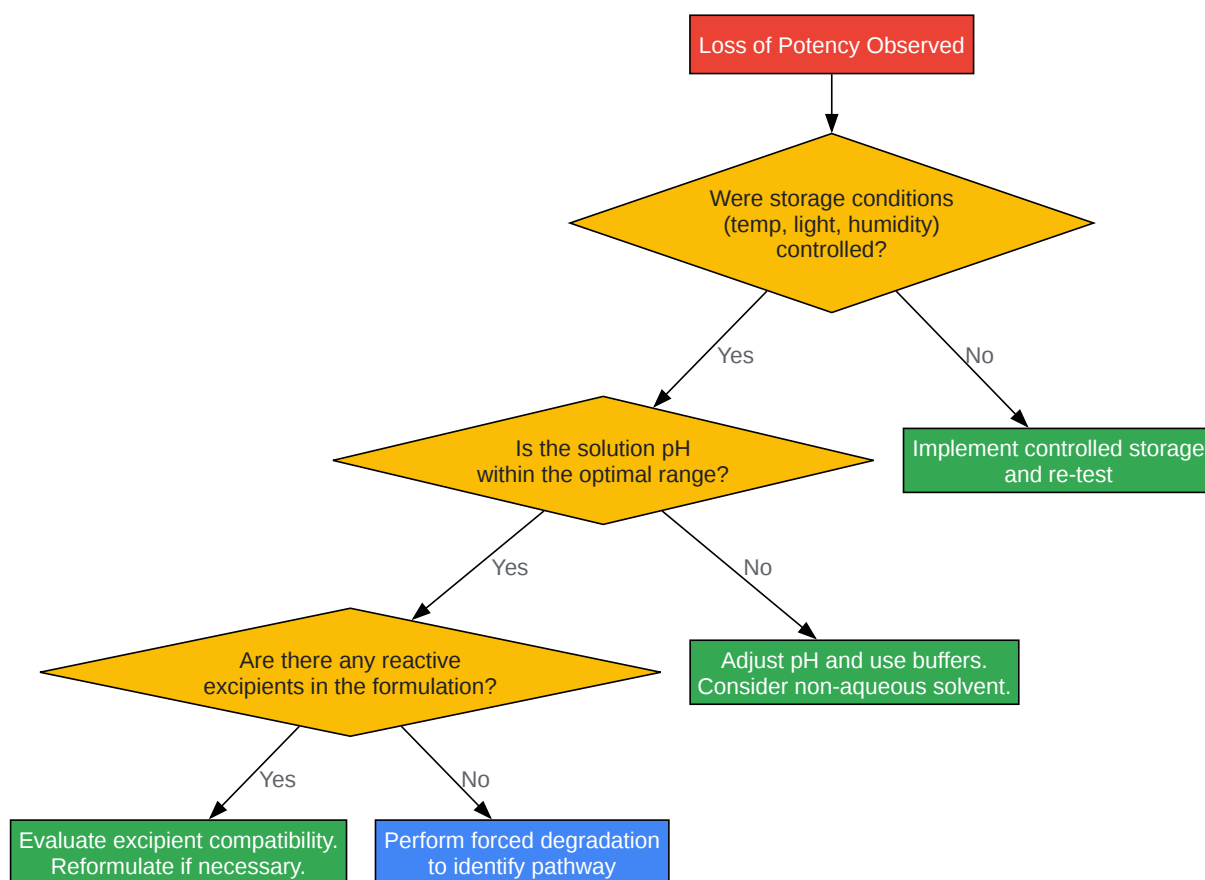 Loss of Potency Observed
Were storage conditions
(temp, light, humidity)
controlled?
Yes
No
Is the solution pH
within the optimal range?
Implement controlled storage
and re-test
Yes
No
Are there any reactive
excipients in the formulation?
Adjust pH and use buffers.
Consider non-aqueous solvent.
Yes
No
Evaluate excipient compatibility.
Reformulate if necessary.
Perform forced degradation
to identify pathway